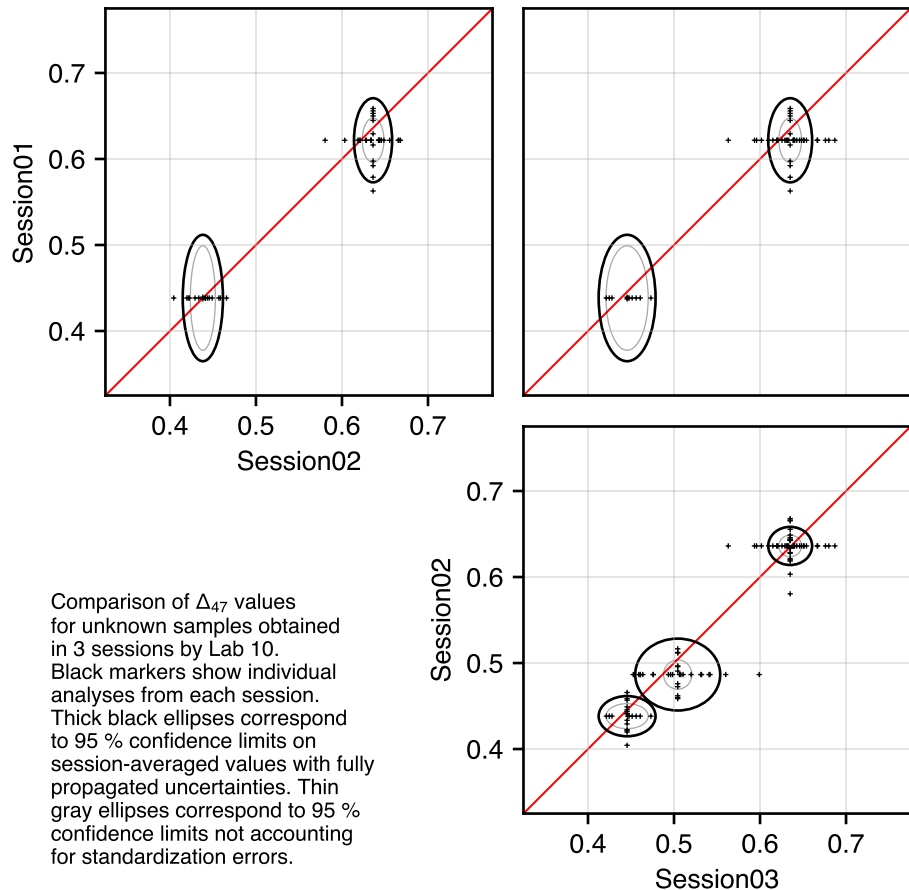 0.7
0.6
0.5
0.4
Session01
0.4 0.5 0.6 0.7
Session02
0.7
0.6
0.5
0.4
Session02
0.4 0.5 0.6 0.7
Session03
Comparison of Δ₄₇ values
for unknown samples obtained
in 3 sessions by Lab 10.
Black markers show individual
analyses from each session.
Thick black ellipses correspond
to 95 % confidence limits on
session-averaged values with fully
propagated uncertainties. Thin
gray ellipses correspond to 95 %
confidence limits not accounting
for standardization errors.